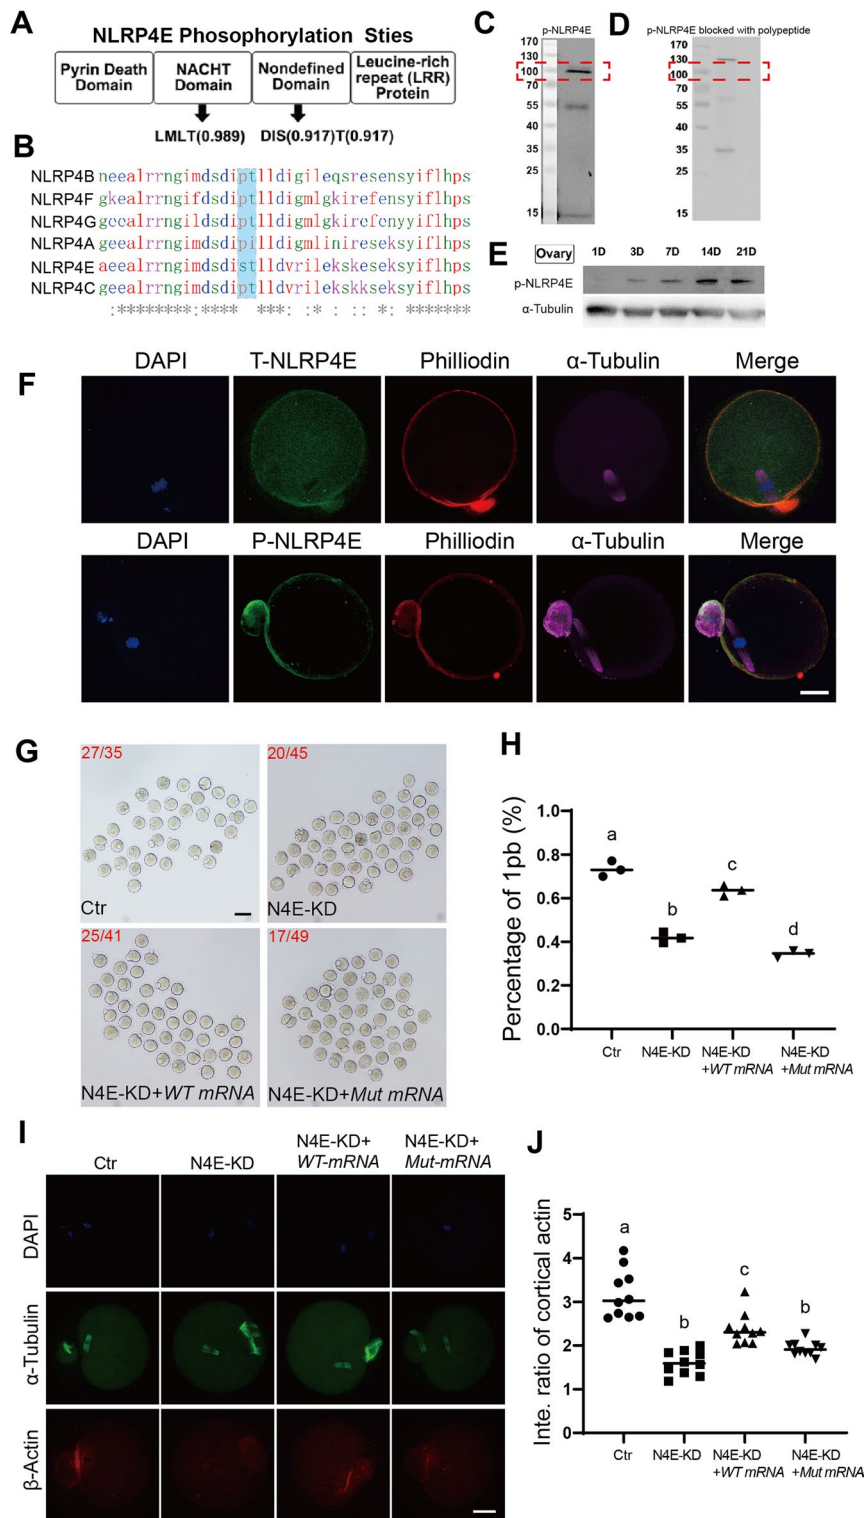 A
NLRP4E Phosophorylation Sties
Pyrin Death Domain
NACHT Domain
Nondefined Domain
Leucine-rich repeat (LRR) Protein
LMLT(0.989)
DIS(0.917)T(0.917)
B
NLRP4B neealrrngimdsdiptlldigileqsresensyiflhps
NLRP4F gkealrrngifdsdiptlldigmlgkirefensyiflhps
NLRP4A geealrrngimdsdipilldigmlinireseksyiflhps
NLRP4E aeealrrngimdsdistlldvrilekskeseksyiflhps
NLRP4C geealrrngimdsdiptlldvrilekskkseksyiflhps
C
p-NLRP4E
170
130
100
70
55
40
35
25
15
D
p-NLRP4E blocked with polypeptide
170
130
100
70
55
40
35
25
15
E
Ovary
1D 3D 7D 14D 21D
p-NLRP4E
α-Tubulin
F
DAPI T-NLRP4E Philliodin α-Tubulin Merge
DAPI P-NLRP4E Philliodin α-Tubulin Merge
G
27/35
Ctr
20/45
N4E-KD
25/41
N4E-KD+WT mRNA
17/49
N4E-KD+Mut mRNA
H
Percentage of 1pb (%)
1.0
0.8
0.6
0.4
0.2
0.0
a
b
c
d
Ctr
N4E-KD
N4E-KD +WT mRNA
N4E-KD +Mut mRNA
I
Ctr
N4E-KD
N4E-KD+ WT-mRNA
N4E-KD+ Mut-mRNA
DAPI
α-Tubulin
β-Actin
J
Inte. ratio of cortical actin
5
4
3
2
1
0
a
b
c
b
Ctr
N4E-KD
N4E-KD +WT mRNA
N4E-KD +Mut mRNA